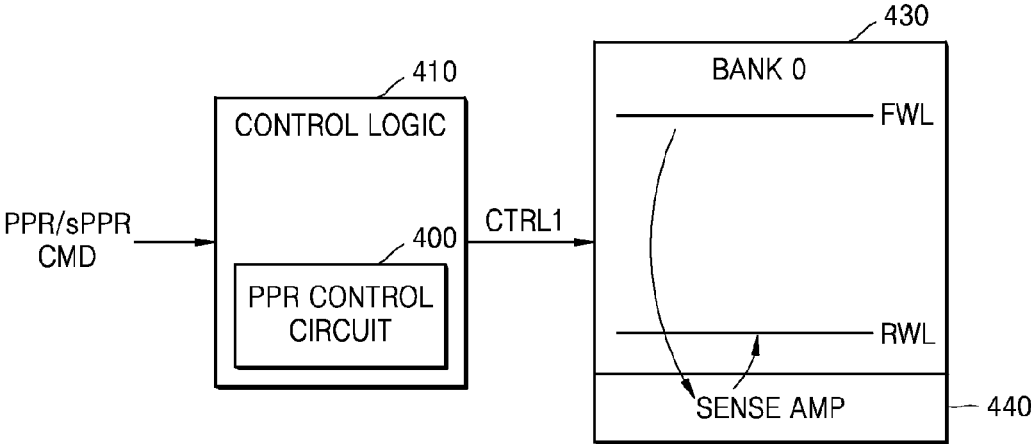 430
BANK 0
410
CONTROL LOGIC
FWL
PPR/sPPR
CMD
CTRL1
400
PPR CONTROL
CIRCUIT
RWL
SENSE AMP
440